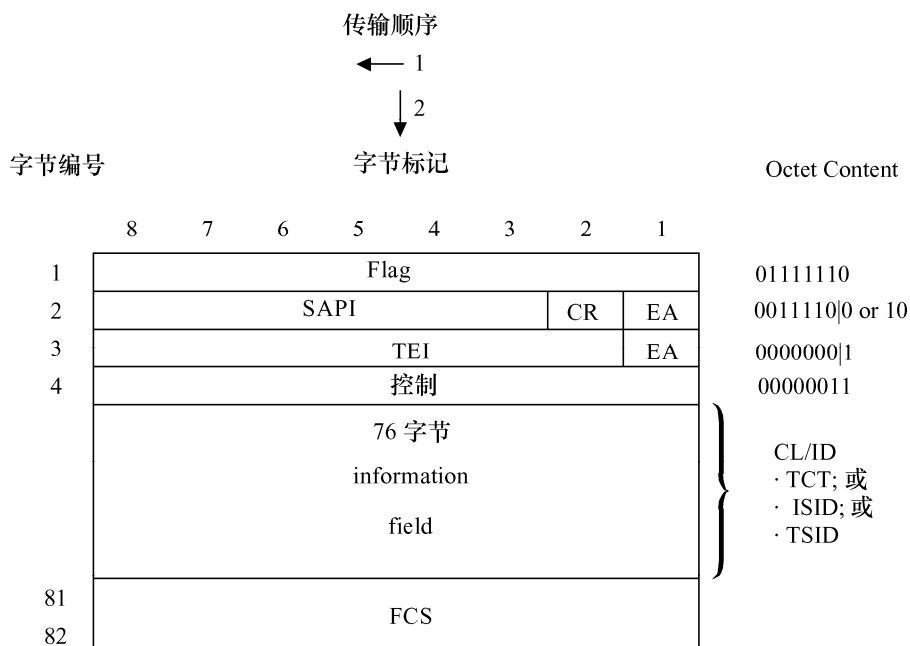 传输顺序
1
2
字节编号 字节标记 Octet Content
8 7 6 5 4 3 2 1
1 Flag 01111110
2 SAPI CR EA 0011110|0 or 10
3 TEI EA 0000000|1
4 控制 00000011
76 字节
information
field
CL/ID
· TCT; 或
· ISID; 或
· TSID
81
FCS
82